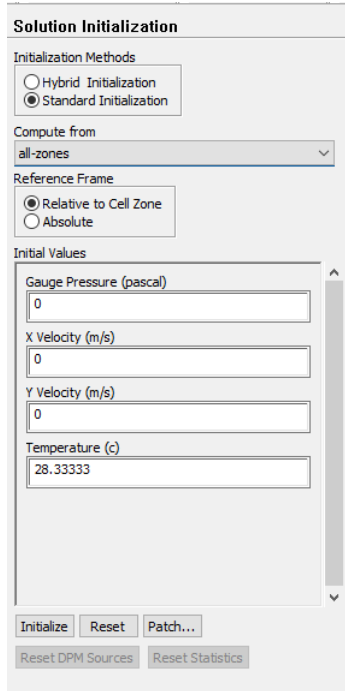 Solution Initialization
Initialization Methods
Hybrid Initialization
Standard Initialization
Compute from
all-zones
Reference Frame
Relative to Cell Zone
Absolute
Initial Values
Gauge Pressure (pascal)
0
X Velocity (m/s)
0
Y Velocity (m/s)
0
Temperature (c)
28.33333
Initialize Reset Patch...
Reset DPM Sources Reset Statistics